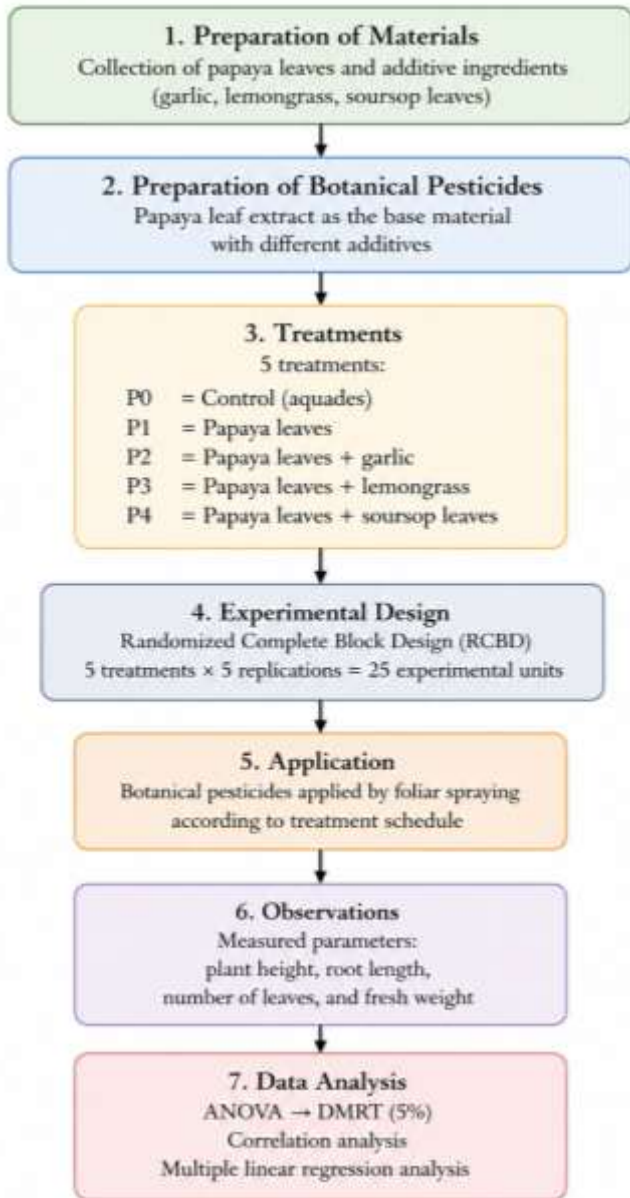 1. Preparation of Materials
Collection of papaya leaves and additive ingredients
(garlic, lemongrass, soursop leaves)
2. Preparation of Botanical Pesticides
Papaya leaf extract as the base material
with different additives
3. Treatments
5 treatments:
P0 = Control (aquades)
P1 = Papaya leaves
P2 = Papaya leaves + garlic
P3 = Papaya leaves + lemongrass
P4 = Papaya leaves + soursop leaves
4. Experimental Design
Randomized Complete Block Design (RCBD)
5 treatments × 5 replications = 25 experimental units
5. Application
Botanical pesticides applied by foliar spraying
according to treatment schedule
6. Observations
Measured parameters:
plant height, root length,
number of leaves, and fresh weight
7. Data Analysis
ANOVA → DMRT (5%)
Correlation analysis
Multiple linear regression analysis